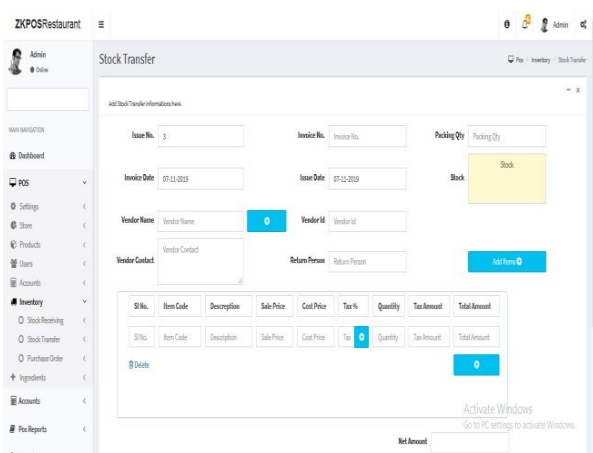 ZKPOSRestaurant
Admin
Admin
Online
Stock Transfer
Pos - Inventory - Stock Transfer
Add Stock Transfer informations here.
MAIN NAVIGATION
Dashboard
POS
Settings
Store
Products
Users
Accounts
Inventory
Stock Receiving
Stock Transfer
Purchase Order
Ingredients
Accounts
Pos Reports
Issue No. 3 Invoice No. Invoice No. Packing Qty Packing Qty
Invoice Date 07-11-2019 Issue Date 07-11-2019 Stock Stock
Vendor Name Vendor Name Vendor Id Vendor Id
Vendor Contact Vendor Contact Return Person Return Person Add Items
Sl No. Item Code Descreption Sale Price Cost Price Tax % Quantity Tax Amount Total Amount
Sl No. Item Code Description Sale Price Cost Price Tax Quantity Tax Amount Total Amount
Delete
Net Amount
Activate Windows
Go to PC settings to activate Windows.